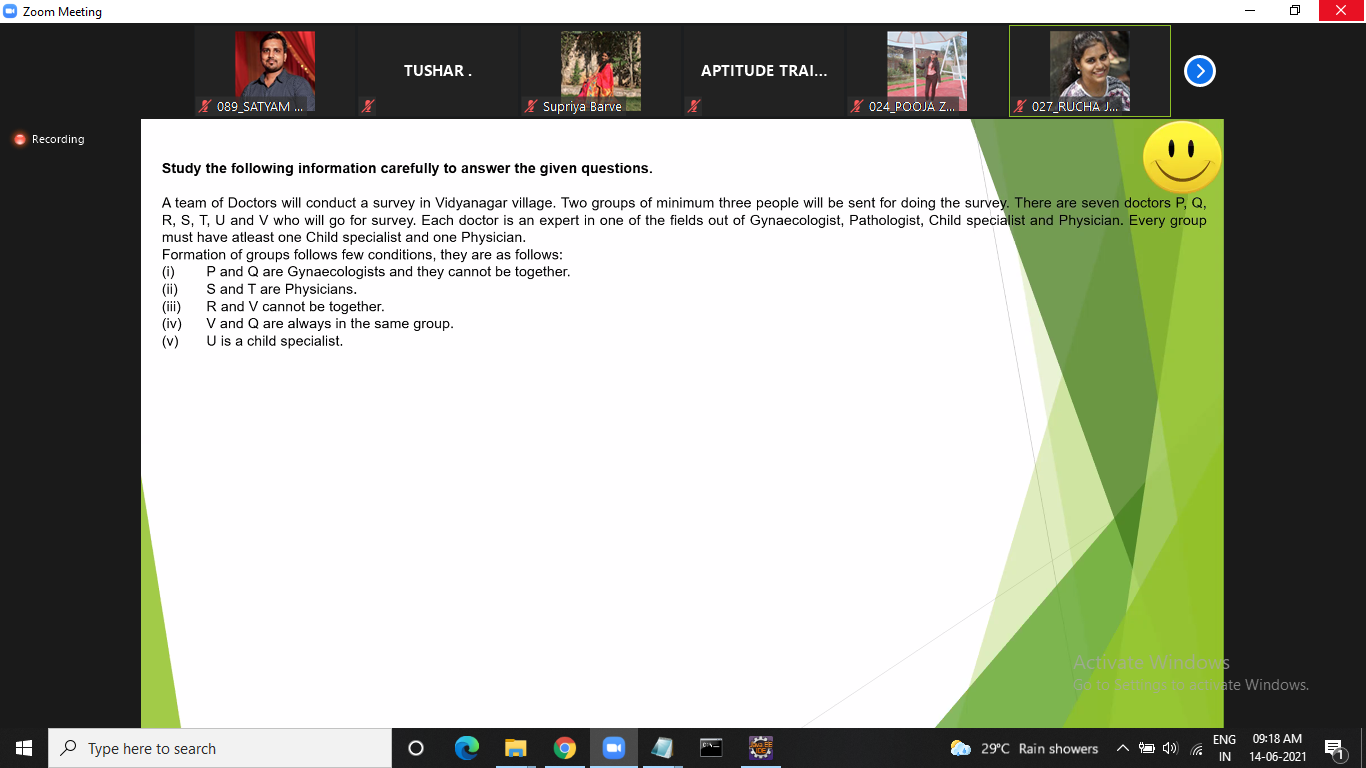 Zoom Meeting
089_SATYAM ...
TUSHAR .
Supriya Barve
APTITUDE TRAI...
024_POOJA Z...
027_RUCHA J...
Recording
Study the following information carefully to answer the given questions.
A team of Doctors will conduct a survey in Vidyanagar village. Two groups of minimum three people will be sent for doing the survey. There are seven doctors P, Q,
R, S, T, U and V who will go for survey. Each doctor is an expert in one of the fields out of Gynaecologist, Pathologist, Child specialist and Physician. Every group
must have atleast one Child specialist and one Physician.
Formation of groups follows few conditions, they are as follows:
(i) P and Q are Gynaecologists and they cannot be together.
(ii) S and T are Physicians.
(iii) R and V cannot be together.
(iv) V and Q are always in the same group.
(v) U is a child specialist.
Activate Windows
Go to Settings to activate Windows.
Type here to search
29°C Rain showers
ENG
IN
09:18 AM
14-06-2021
1